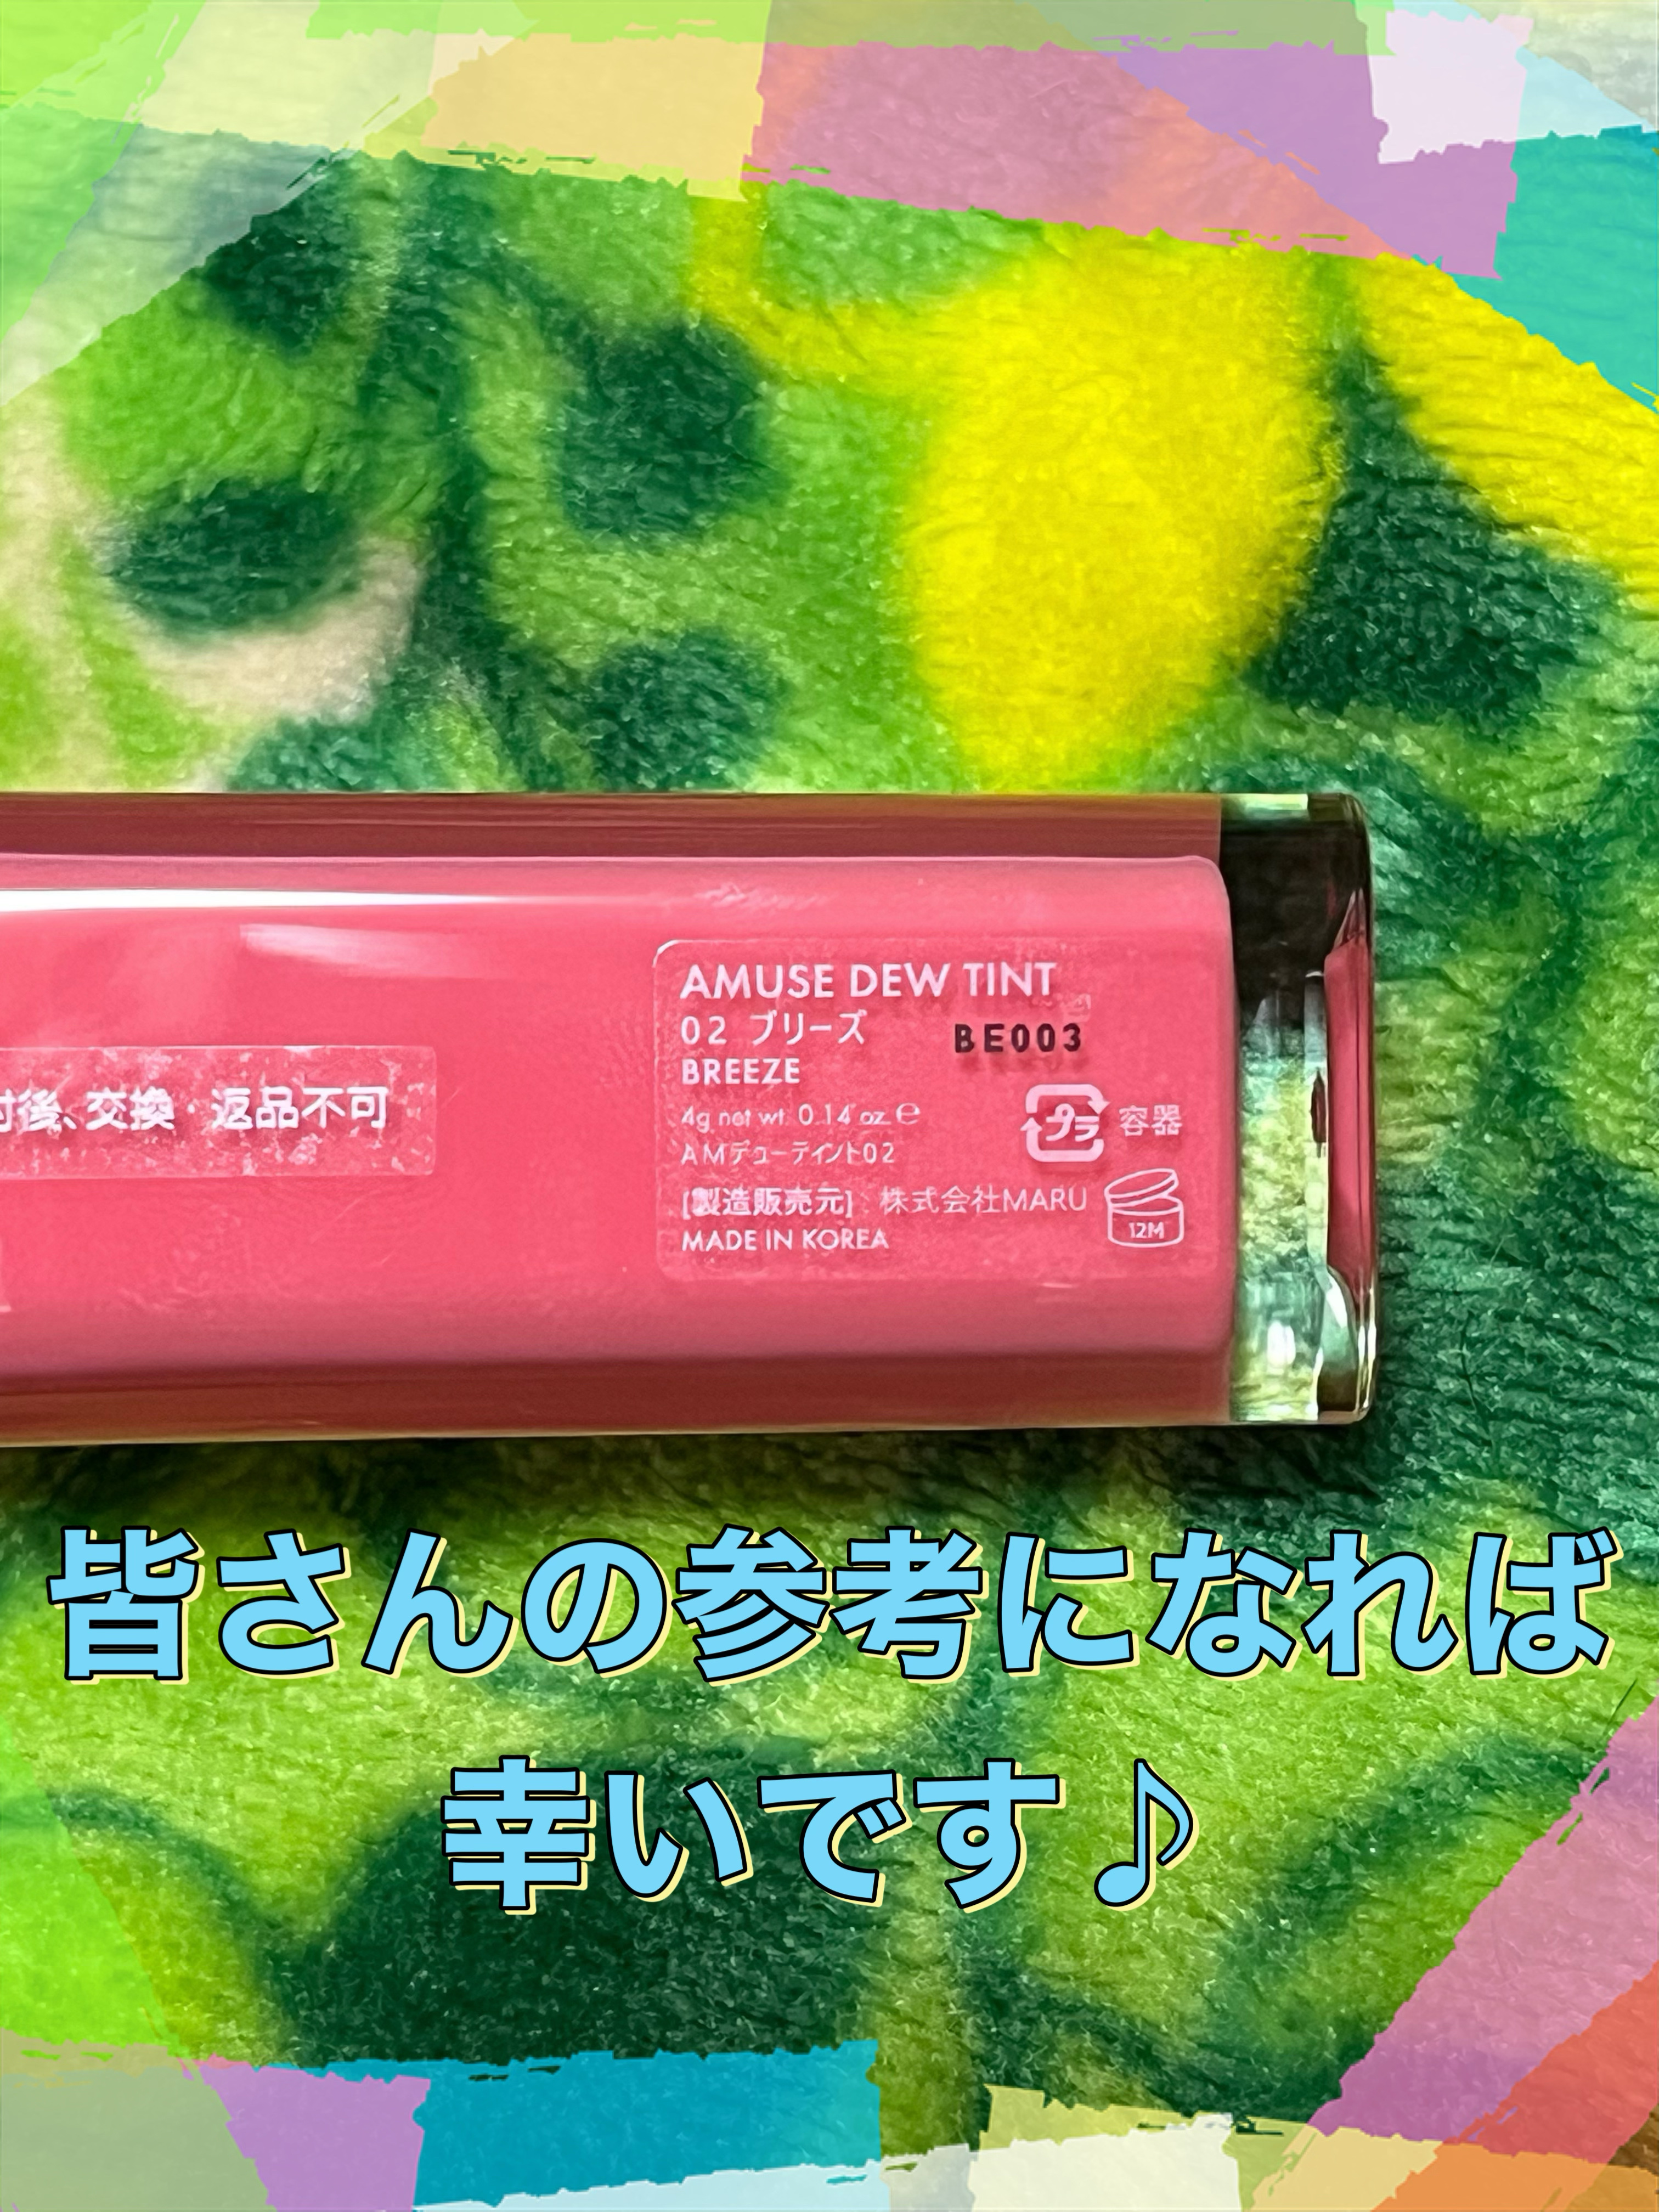 AMUSE DEW TINT
02 ブリーズ BE003
BREEZE
4g net wt. 0.14 oz. ℮
AMデューティント02
プラ 容器
[製造販売元] : 株式会社MARU
MADE IN KOREA
12M
後、交換・返品不可
皆さんの参考になれば
幸いです♪